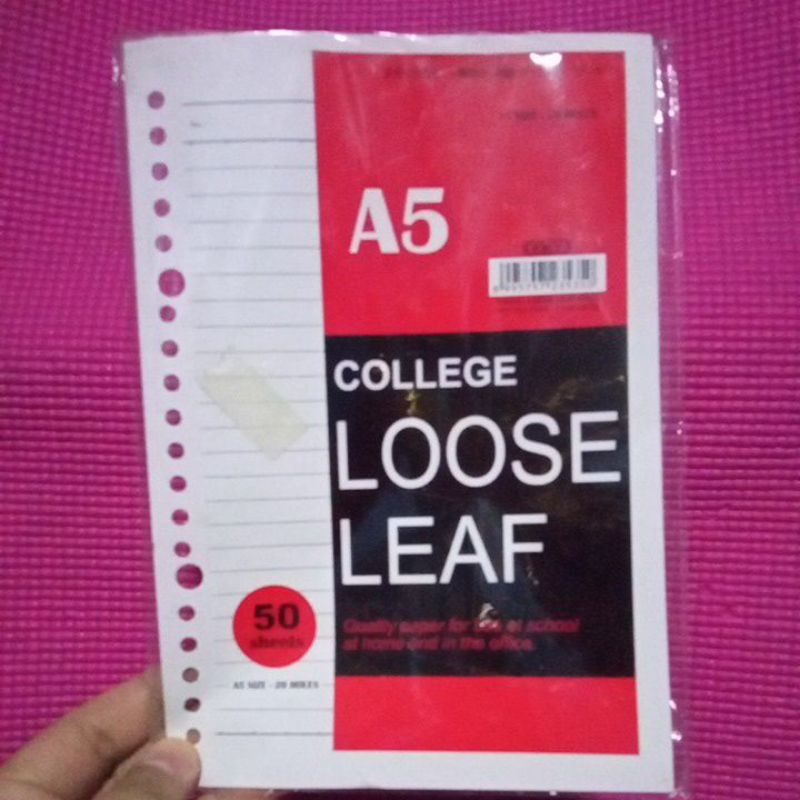 A5
COLLEGE
LOOSE
LEAF
50
sheets
Quality paper for use at school
at home and in the office.
A5 SIZE - 20 HOLES